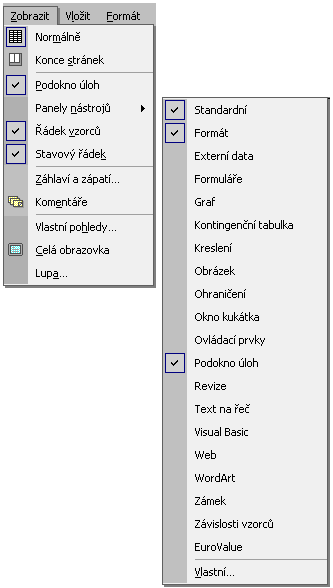 Zobrazit Vložit Formát
Normálně
Konce stránek
Podokno úloh
Panely nástrojů
Řádek vzorců
Stavový řádek
Záhlaví a zápatí...
Komentáře
Vlastní pohledy...
Celá obrazovka
Lupa...
Standardní
Formát
Externí data
Formuláře
Graf
Kontingenční tabulka
Kreslení
Obrázek
Ohraničení
Okno kukátka
Ovládací prvky
Podokno úloh
Revize
Text na řeč
Visual Basic
Web
WordArt
Zámek
Závislosti vzorců
EuroValue
Vlastní...